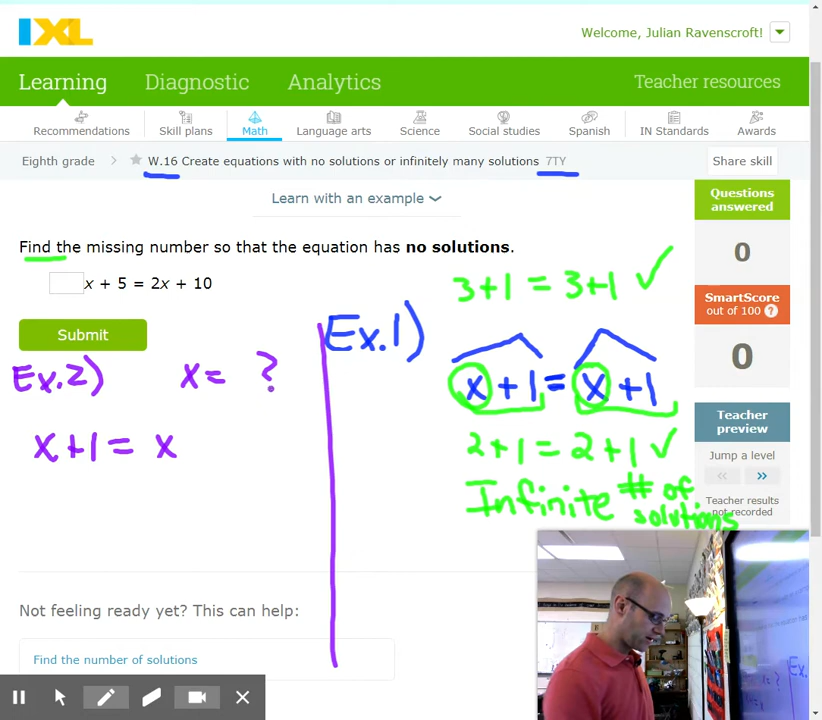 IXL
Welcome, Julian Ravenscroft!
Learning Diagnostic Analytics Teacher resources
Recommendations Skill plans Math Language arts Science Social studies Spanish IN Standards Awards
Eighth grade > W.16 Create equations with no solutions or infinitely many solutions 7TY Share skill
Learn with an example
Questions answered
0
Find the missing number so that the equation has no solutions.
x + 5 = 2x + 10
3+1 = 3+1 ✓
SmartScore
out of 100 ?
0
Submit
Ex.1)
Ex.2) x = ?
x+1 = x+1
x+1 = x
2+1 = 2+1 ✓
Infinite # of
solutions
Teacher preview
Jump a level
<< >>
Teacher results
not recorded
Not feeling ready yet? This can help:
Find the number of solutions